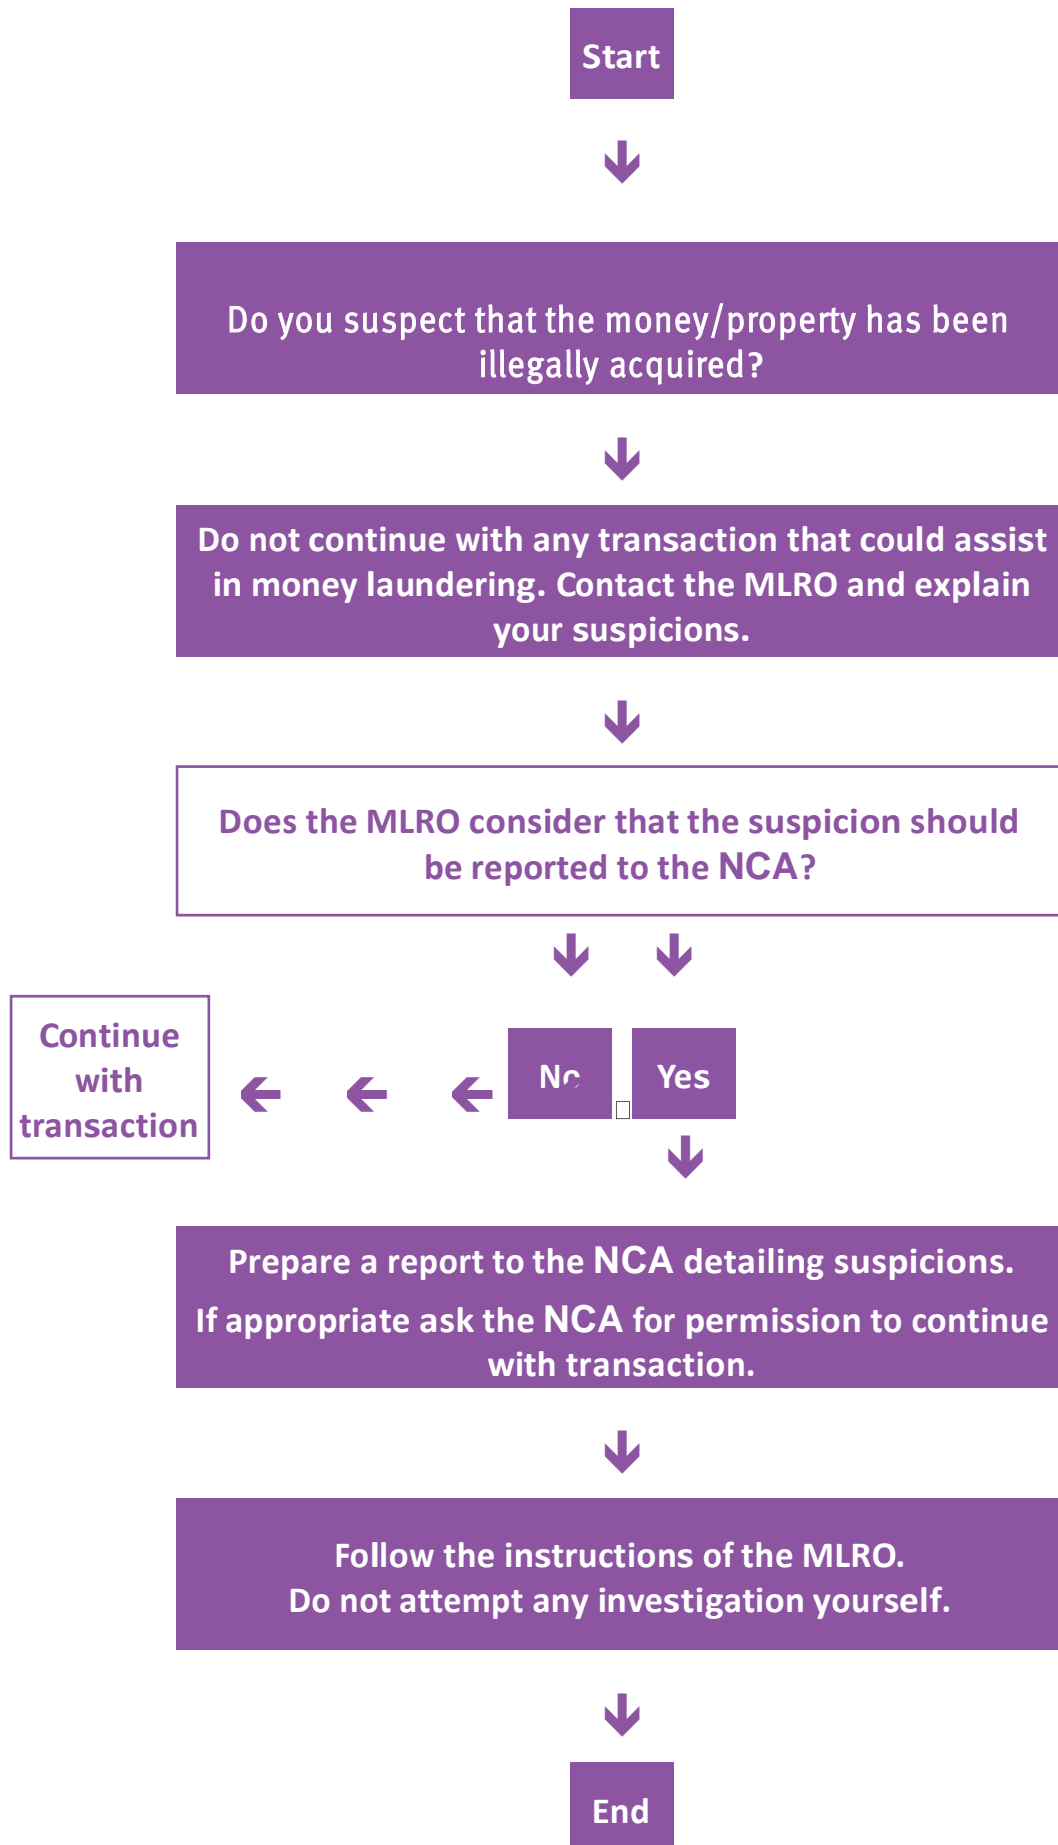 Start
Do you suspect that the money/property has been
illegally acquired?
Do not continue with any transaction that could assist
in money laundering. Contact the MLRO and explain
your suspicions.
Does the MLRO consider that the suspicion should
be reported to the NCA?
Continue
with
transaction
No
Yes
Prepare a report to the NCA detailing suspicions.
If appropriate ask the NCA for permission to continue
with transaction.
Follow the instructions of the MLRO.
Do not attempt any investigation yourself.
End